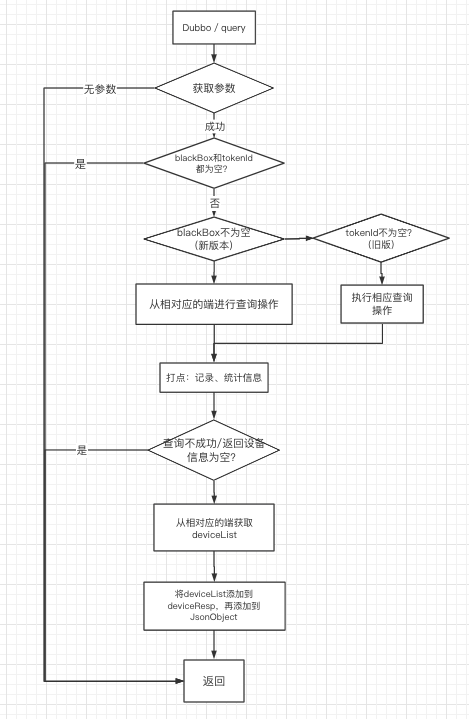 Dubbo / query
获取参数
无参数
成功
blackBox和tokenId
都为空?
是
否
blackBox不为空
(新版本)
tokenId不为空?
(旧版)
从相对应的端进行查询操作
执行相应查询
操作
打点：记录、统计信息
查询不成功/返回设备
信息为空?
是
从相对应的端获取
deviceList
将deviceList添加到
deviceResp，再添加到
JsonObject
返回